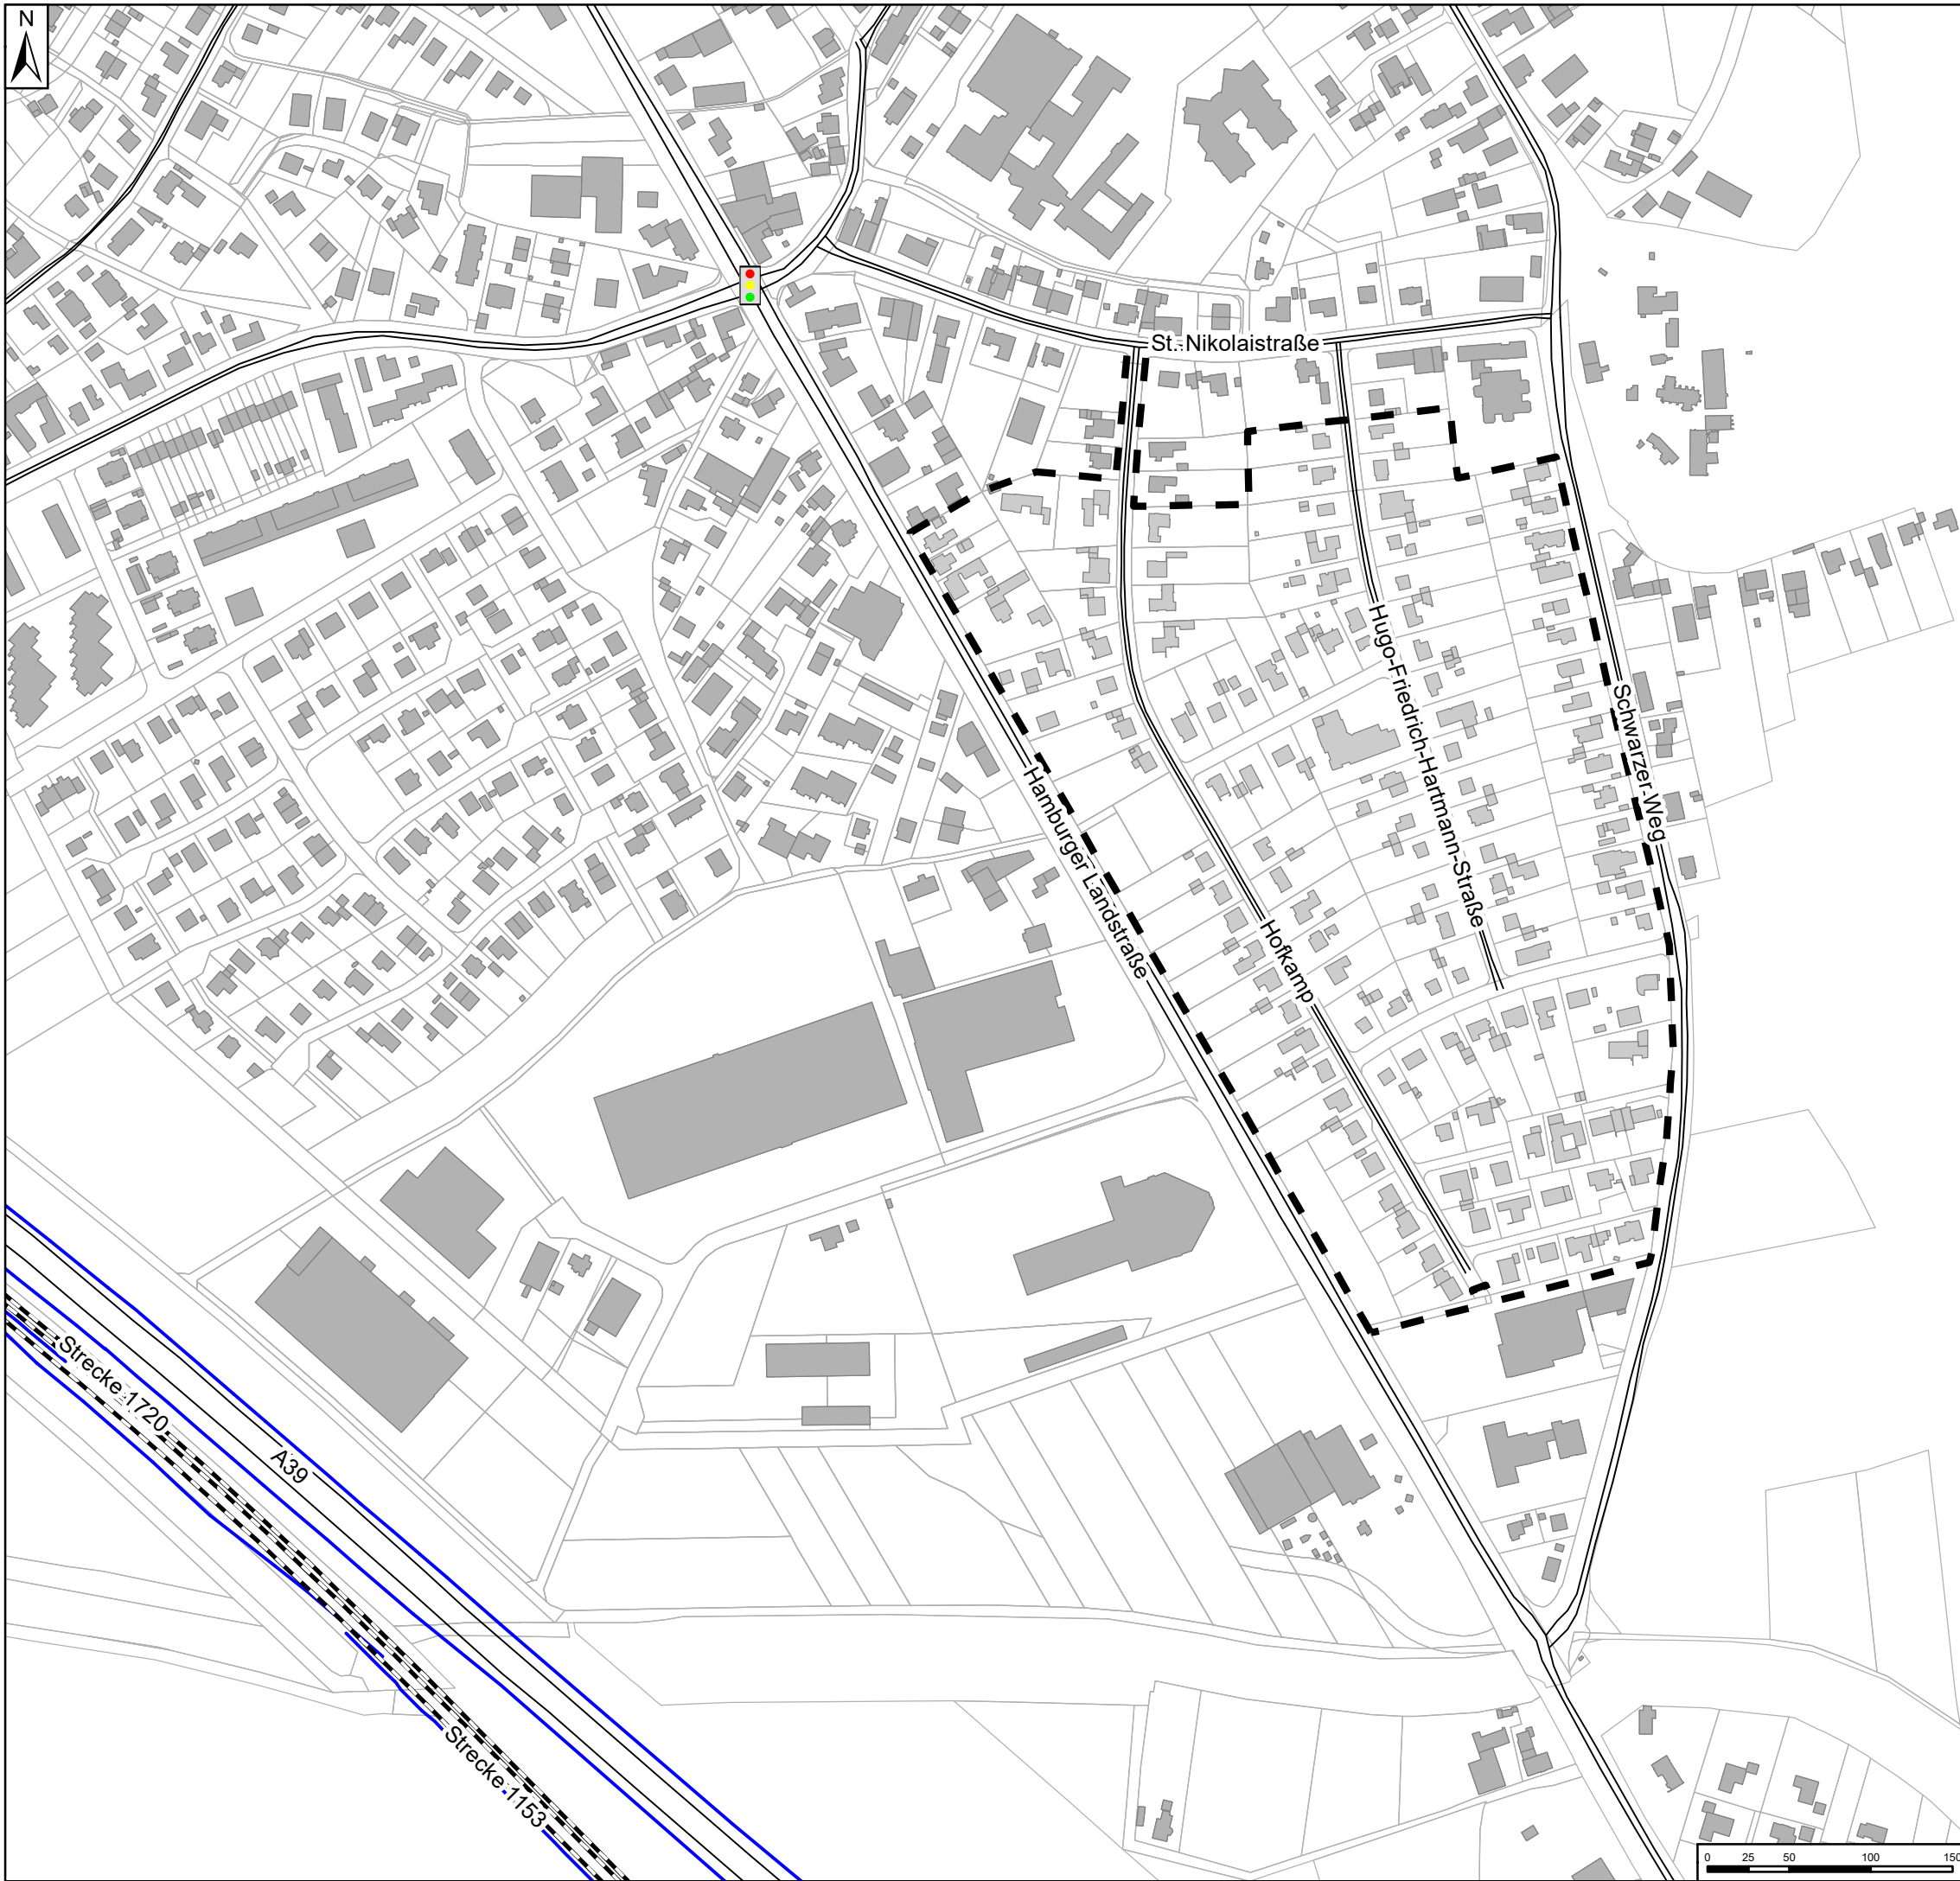 N
St.-Nikolaistraße
Hugo-Friedrich-Hartmann-Straße
Schwarzer-Weg
Hamburger Landstraße
Hofkamp
Strecke 1720
A39
Strecke 1153
0 25 50 100 150